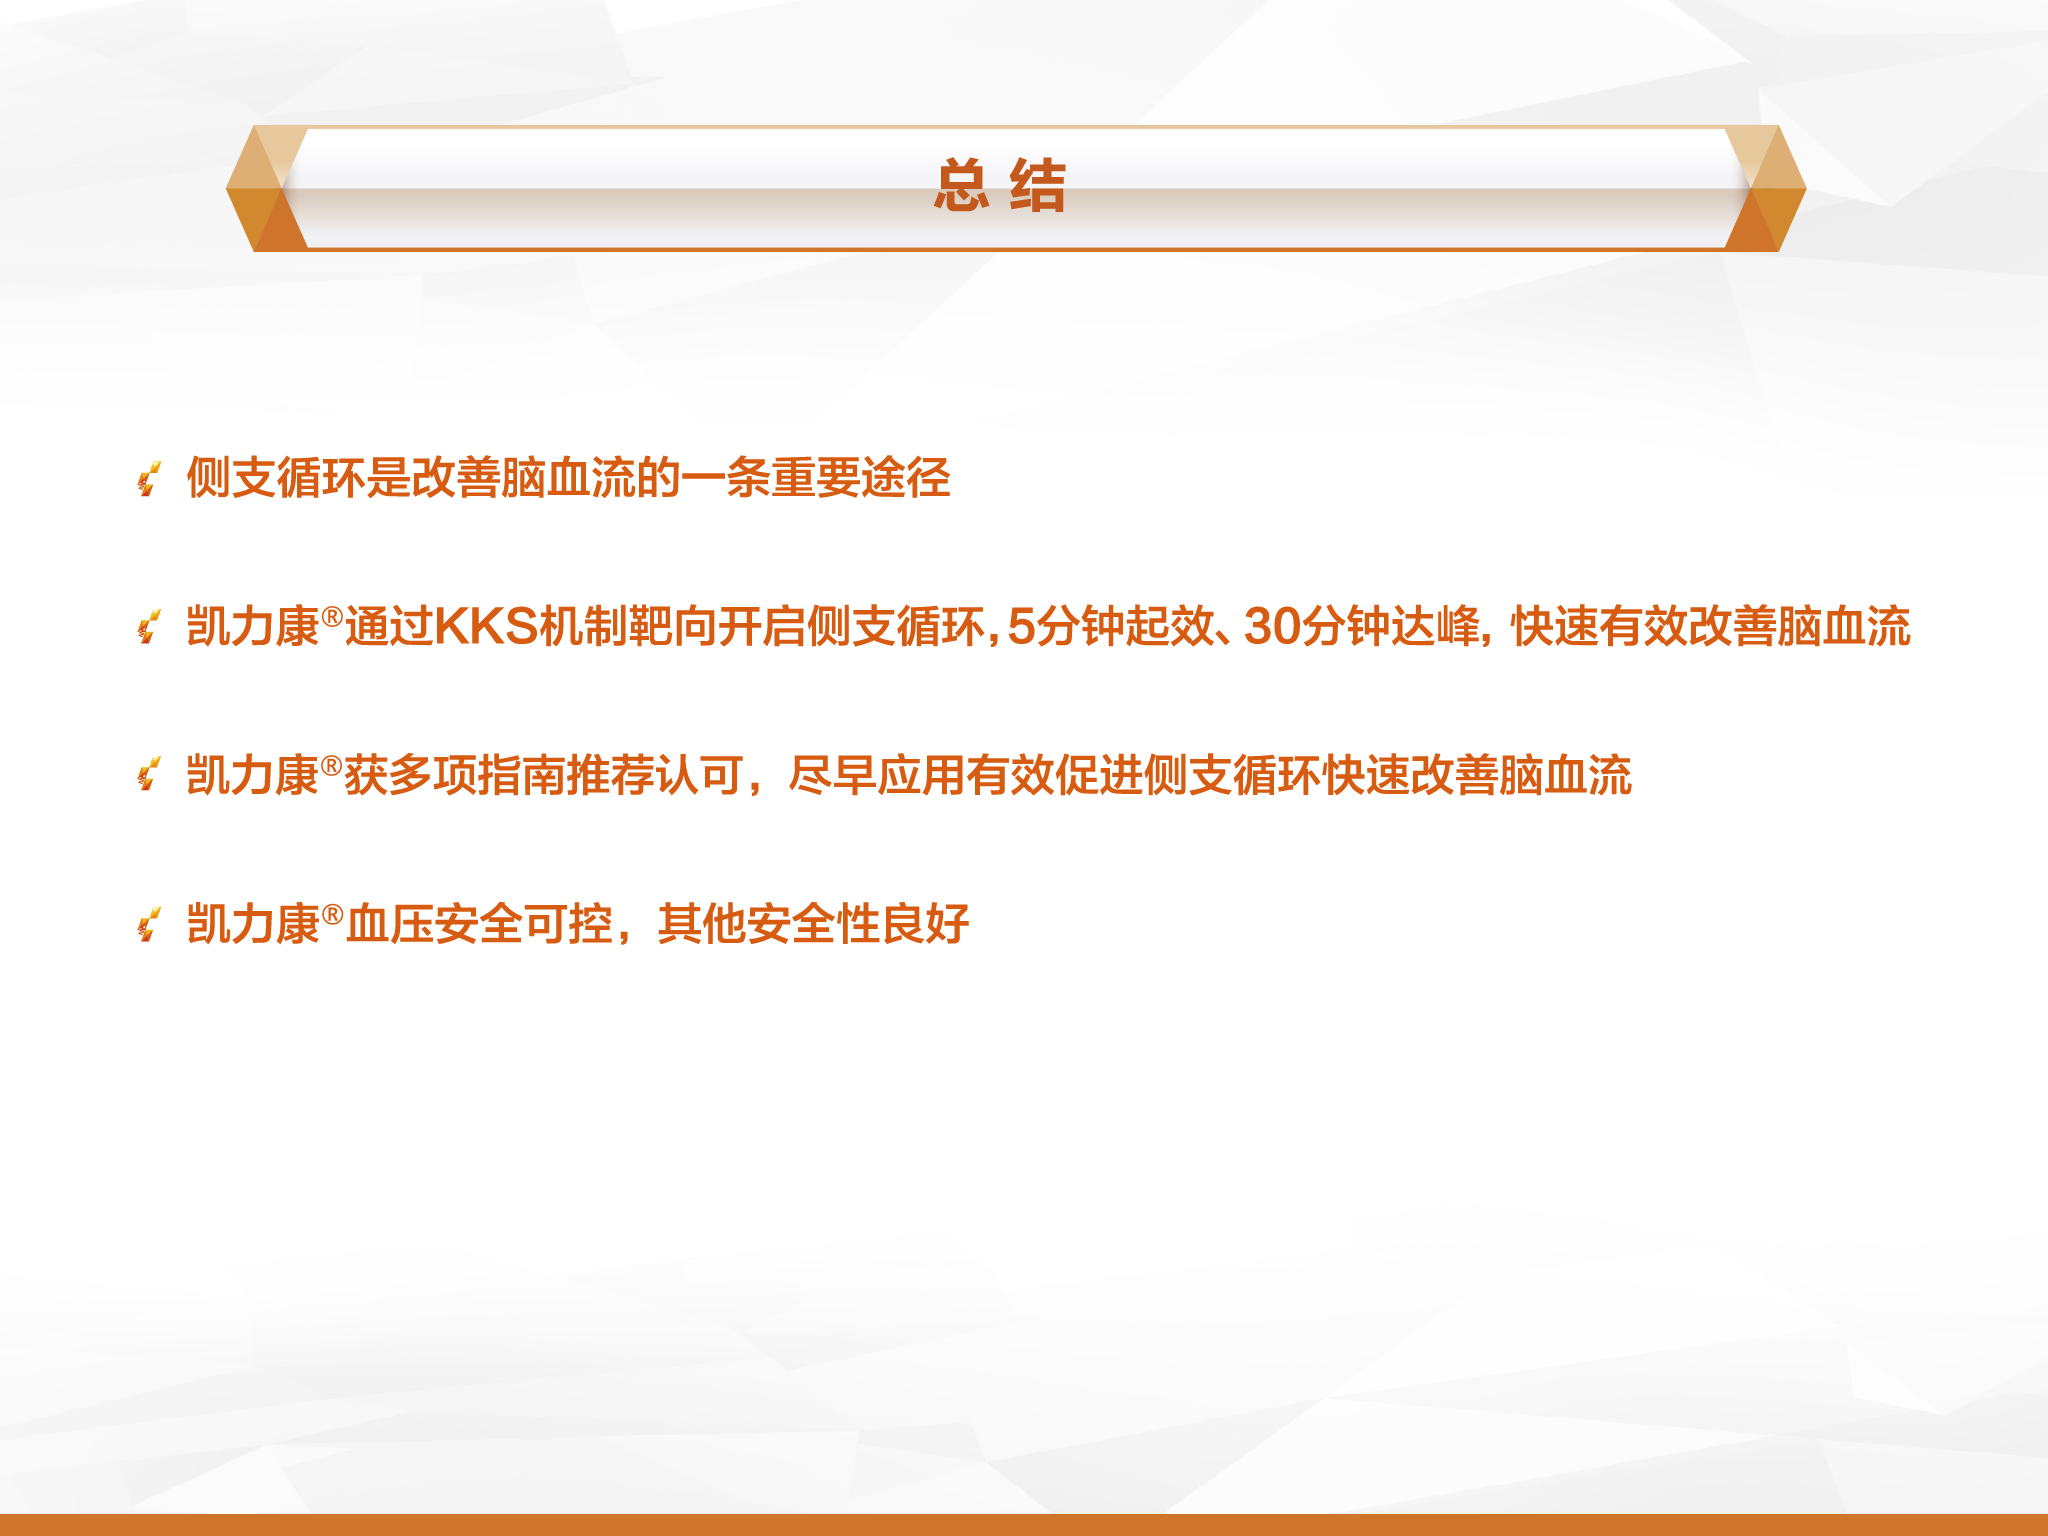 总 结
侧支循环是改善脑血流的一条重要途径
凯力康®通过KKS机制靶向开启侧支循环,5分钟起效、30分钟达峰, 快速有效改善脑血流
凯力康®获多项指南推荐认可，尽早应用有效促进侧支循环快速改善脑血流
凯力康®血压安全可控，其他安全性良好